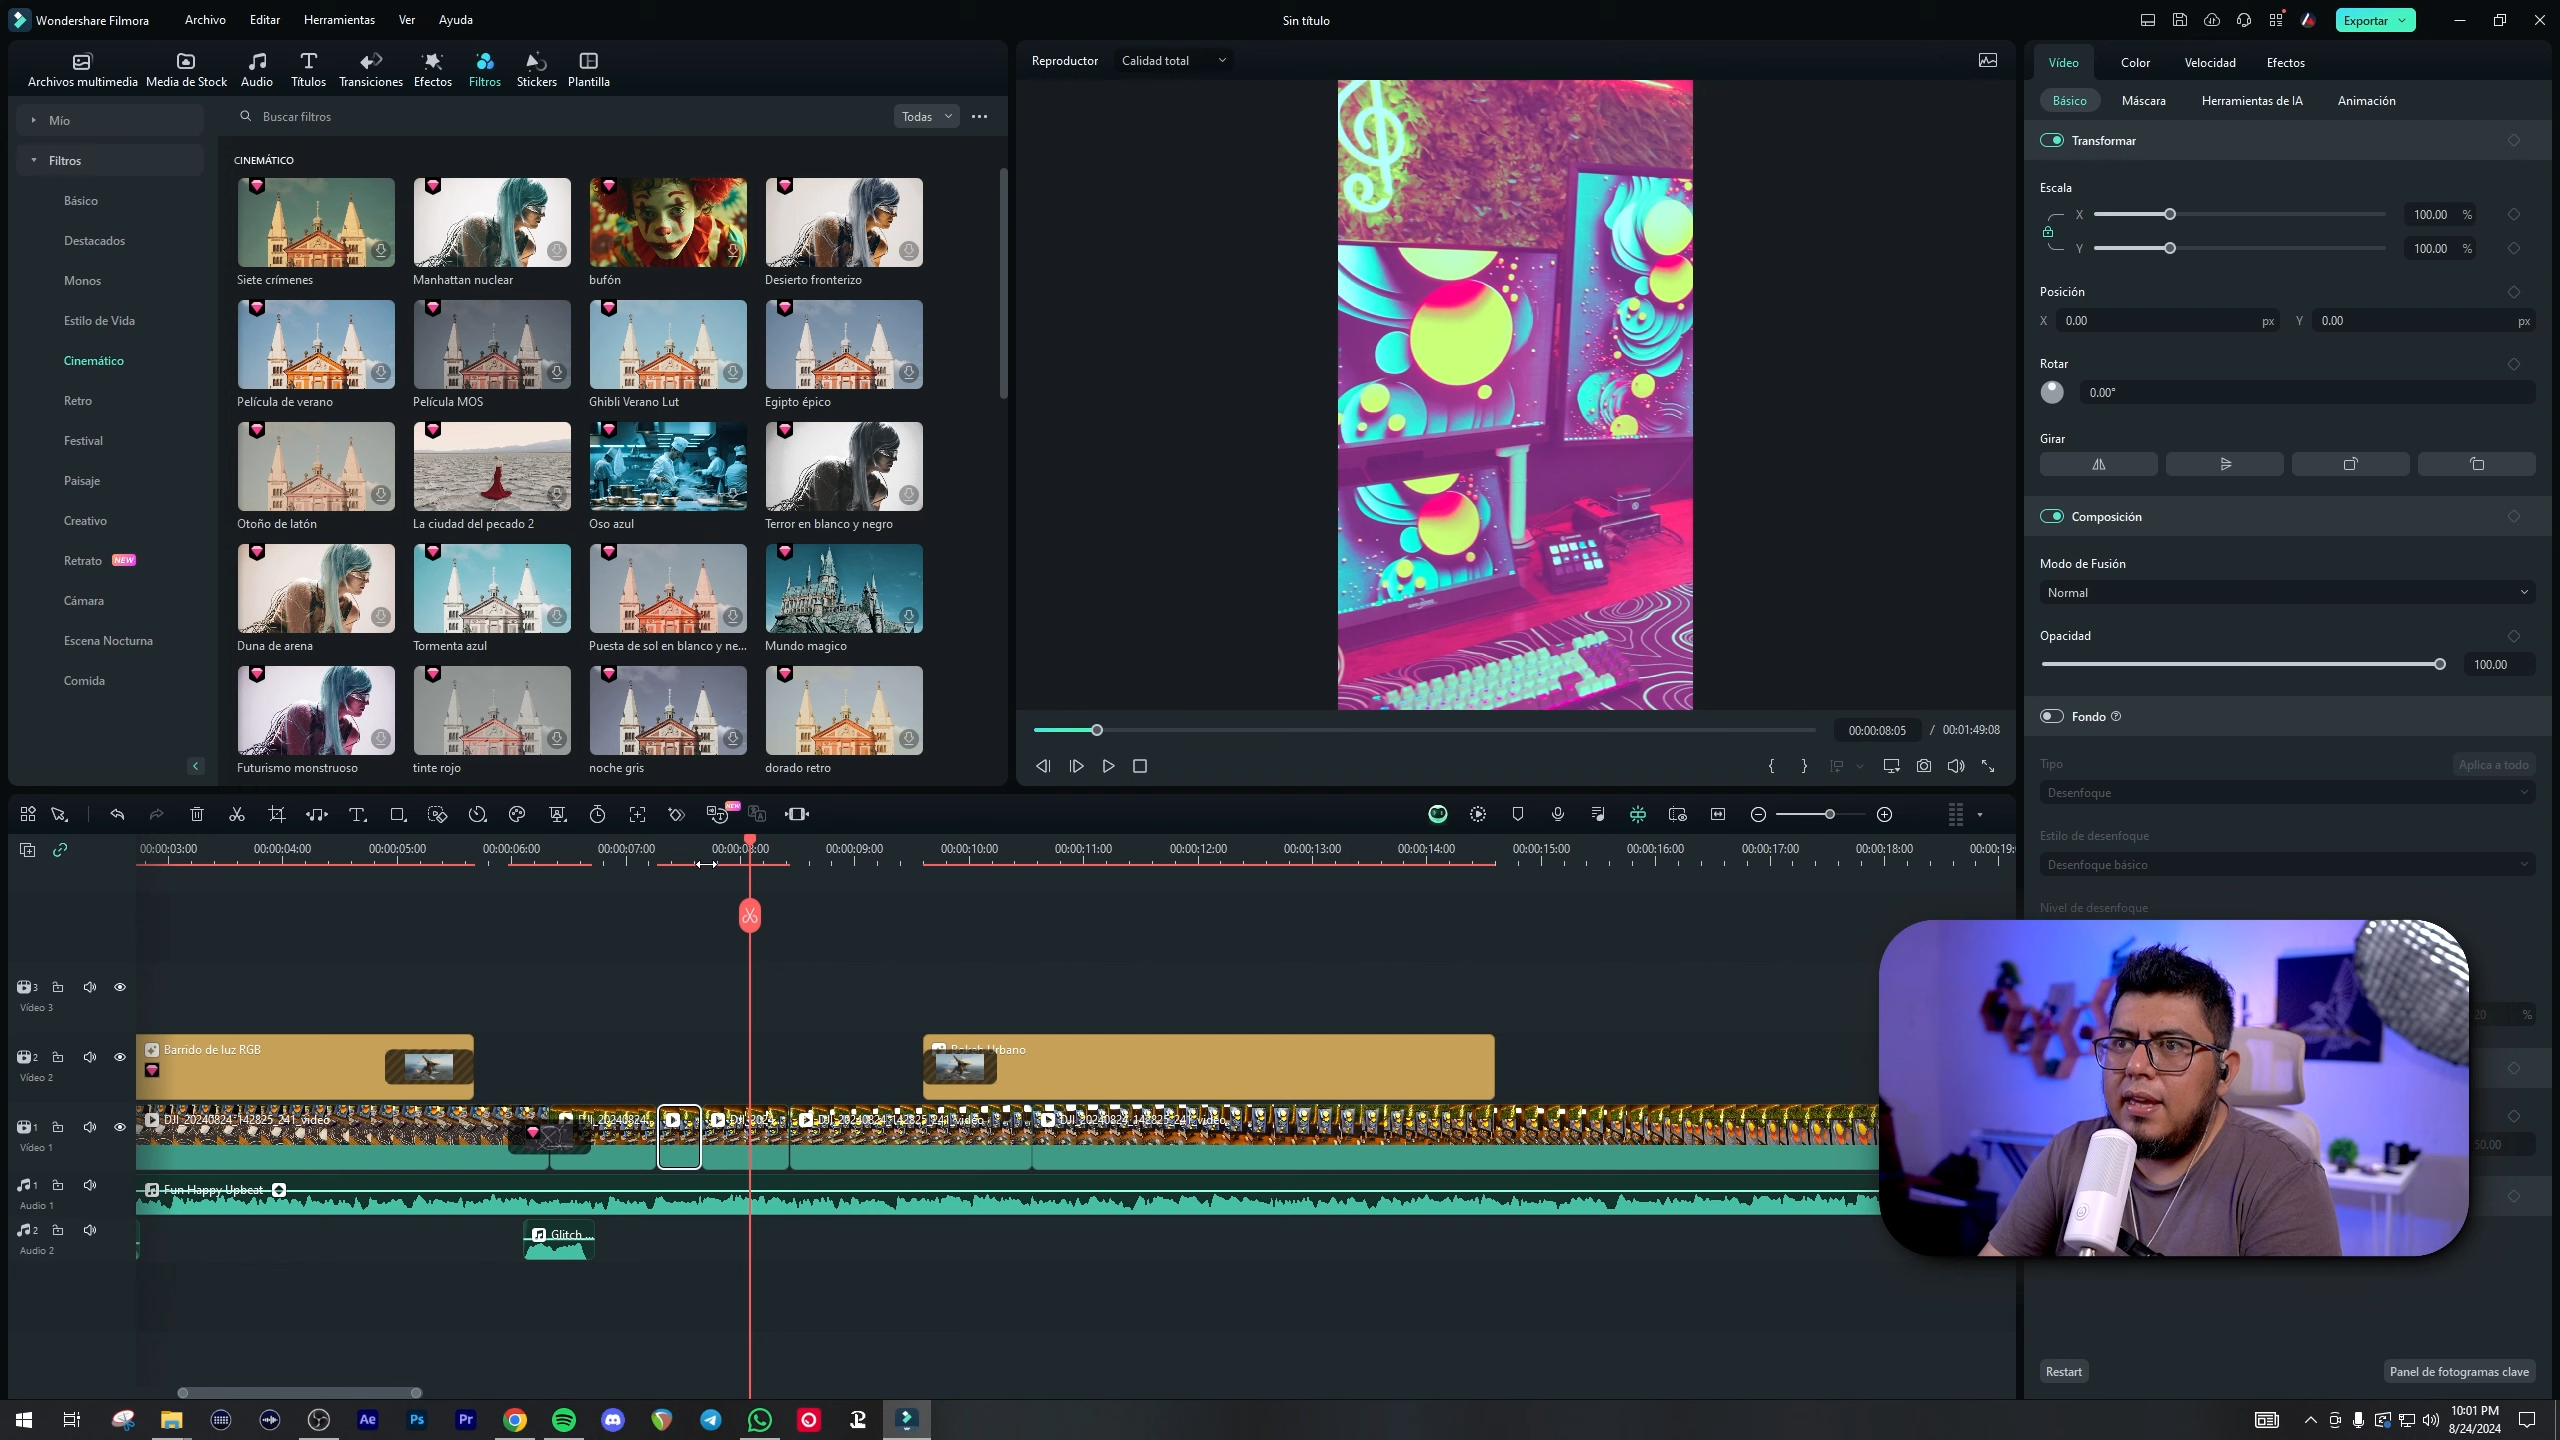 Wondershare Filmora
Archivo
Editar
Herramientas
Ver
Ayuda
Sin título
Exportar
Archivos multimedia
Media de Stock
Audio
Títulos
Transiciones
Efectos
Filtros
Stickers
Plantilla
Mío
Filtros
Básico
Destacados
Monos
Estilo de Vida
Cinemático
Retro
Festival
Paisaje
Creativo
Retrato NEW
Cámara
Escena Nocturna
Comida
Buscar filtros
Todas
CINEMÁTICO
Siete crímenes
Manhattan nuclear
bufón
Desierto fronterizo
Película de verano
Película MOS
Ghibli Verano Lut
Egipto épico
Otoño de latón
La ciudad del pecado 2
Oso azul
Terror en blanco y negro
Duna de arena
Tormenta azul
Puesta de sol en blanco y ne...
Mundo magico
Futurismo monstruoso
tinte rojo
noche gris
dorado retro
Reproductor
Calidad total
00:00:08:05 / 00:01:49:08
Vídeo
Color
Velocidad
Efectos
Básico
Máscara
Herramientas de IA
Animación
Transformar
Escala
X 100.00 %
Y 100.00 %
Posición
X 0.00 px Y 0.00 px
Rotar
0.00°
Girar
Composición
Modo de Fusión
Normal
Opacidad
100.00
Fondo
Tipo
Aplica a todo
Desenfoque
Estilo de desenfoque
Desenfoque básico
Nivel de desenfoque
20 %
50.00
Restart
Panel de fotogramas clave
NEW
00:00:03:00
00:00:04:00
00:00:05:00
00:00:06:00
00:00:07:00
00:00:08:00
00:00:09:00
00:00:10:00
00:00:11:00
00:00:12:00
00:00:13:00
00:00:14:00
00:00:15:00
00:00:16:00
00:00:17:00
00:00:18:00
00:00:19:0
3
Vídeo 3
2
Vídeo 2
Barrido de luz RGB
Bokeh Urbano
1
Vídeo 1
DJI_20240824_142825_241_video
DJI_20240824
DJI_2024
DJI_20240824_142825_241_video
DJI_20240824_142825_241_video
1
Audio 1
Fun Happy Upbeat
2
Audio 2
Glitch ...
Ae
Ps
Pr
10:01 PM
8/24/2024